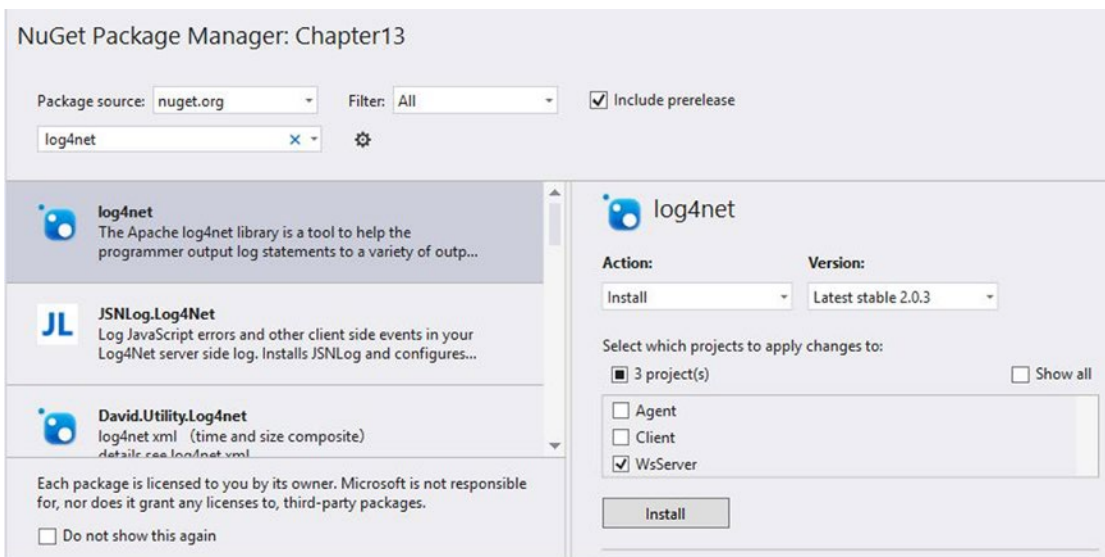 NuGet Package Manager: Chapter13
Package source: nuget.org Filter: All Include prerelease
log4net
log4net
The Apache log4net library is a tool to help the
programmer output log statements to a variety of outp...
JL
JSNLog.Log4Net
Log JavaScript errors and other client side events in your
Log4Net server side log. Installs JSNLog and configures...
David.Utility.Log4net
log4net xml （time and size composite）
details see log4net xml
Each package is licensed to you by its owner. Microsoft is not responsible
for, nor does it grant any licenses to, third-party packages.
Do not show this again
log4net
Action: Version:
Install Latest stable 2.0.3
Select which projects to apply changes to:
3 project(s) Show all
Agent
Client
WsServer
Install